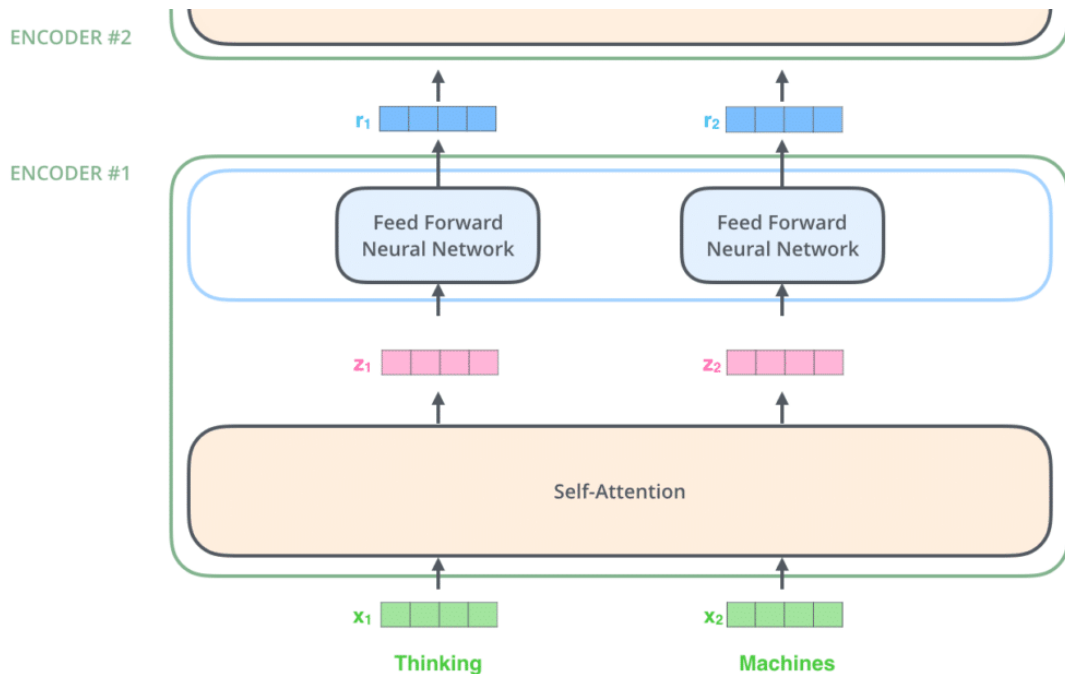 ENCODER #2
r₁
r₂
ENCODER #1
Feed Forward
Neural Network
Feed Forward
Neural Network
z₁
z₂
Self-Attention
x₁
x₂
Thinking
Machines